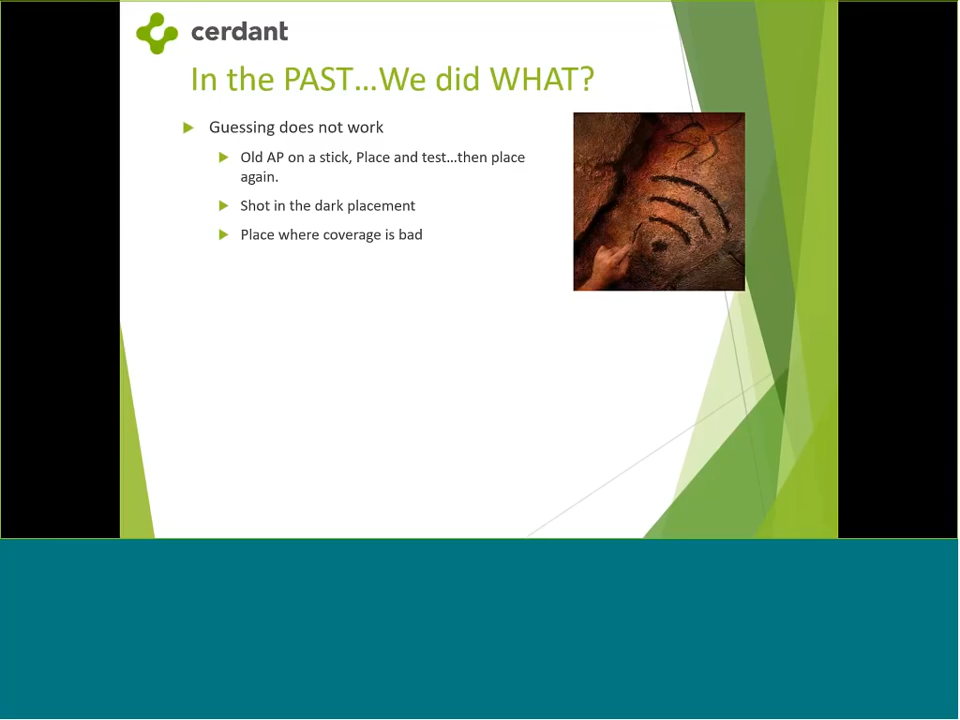 cerdant
In the PAST...We did WHAT?
Guessing does not work
Old AP on a stick, Place and test...then place
again.
Shot in the dark placement
Place where coverage is bad